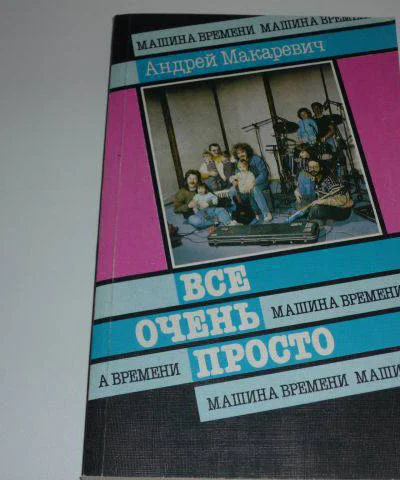 МАШИНА ВРЕМЕНИ МАШИНА ВРЕМЕНИ
Андрей Макаревич
ВСЕ
ОЧЕНЬ
МАШИНА ВРЕМЕНИ
ПРОСТО
А ВРЕМЕНИ
МАШИНА ВРЕМЕНИ МАШИ